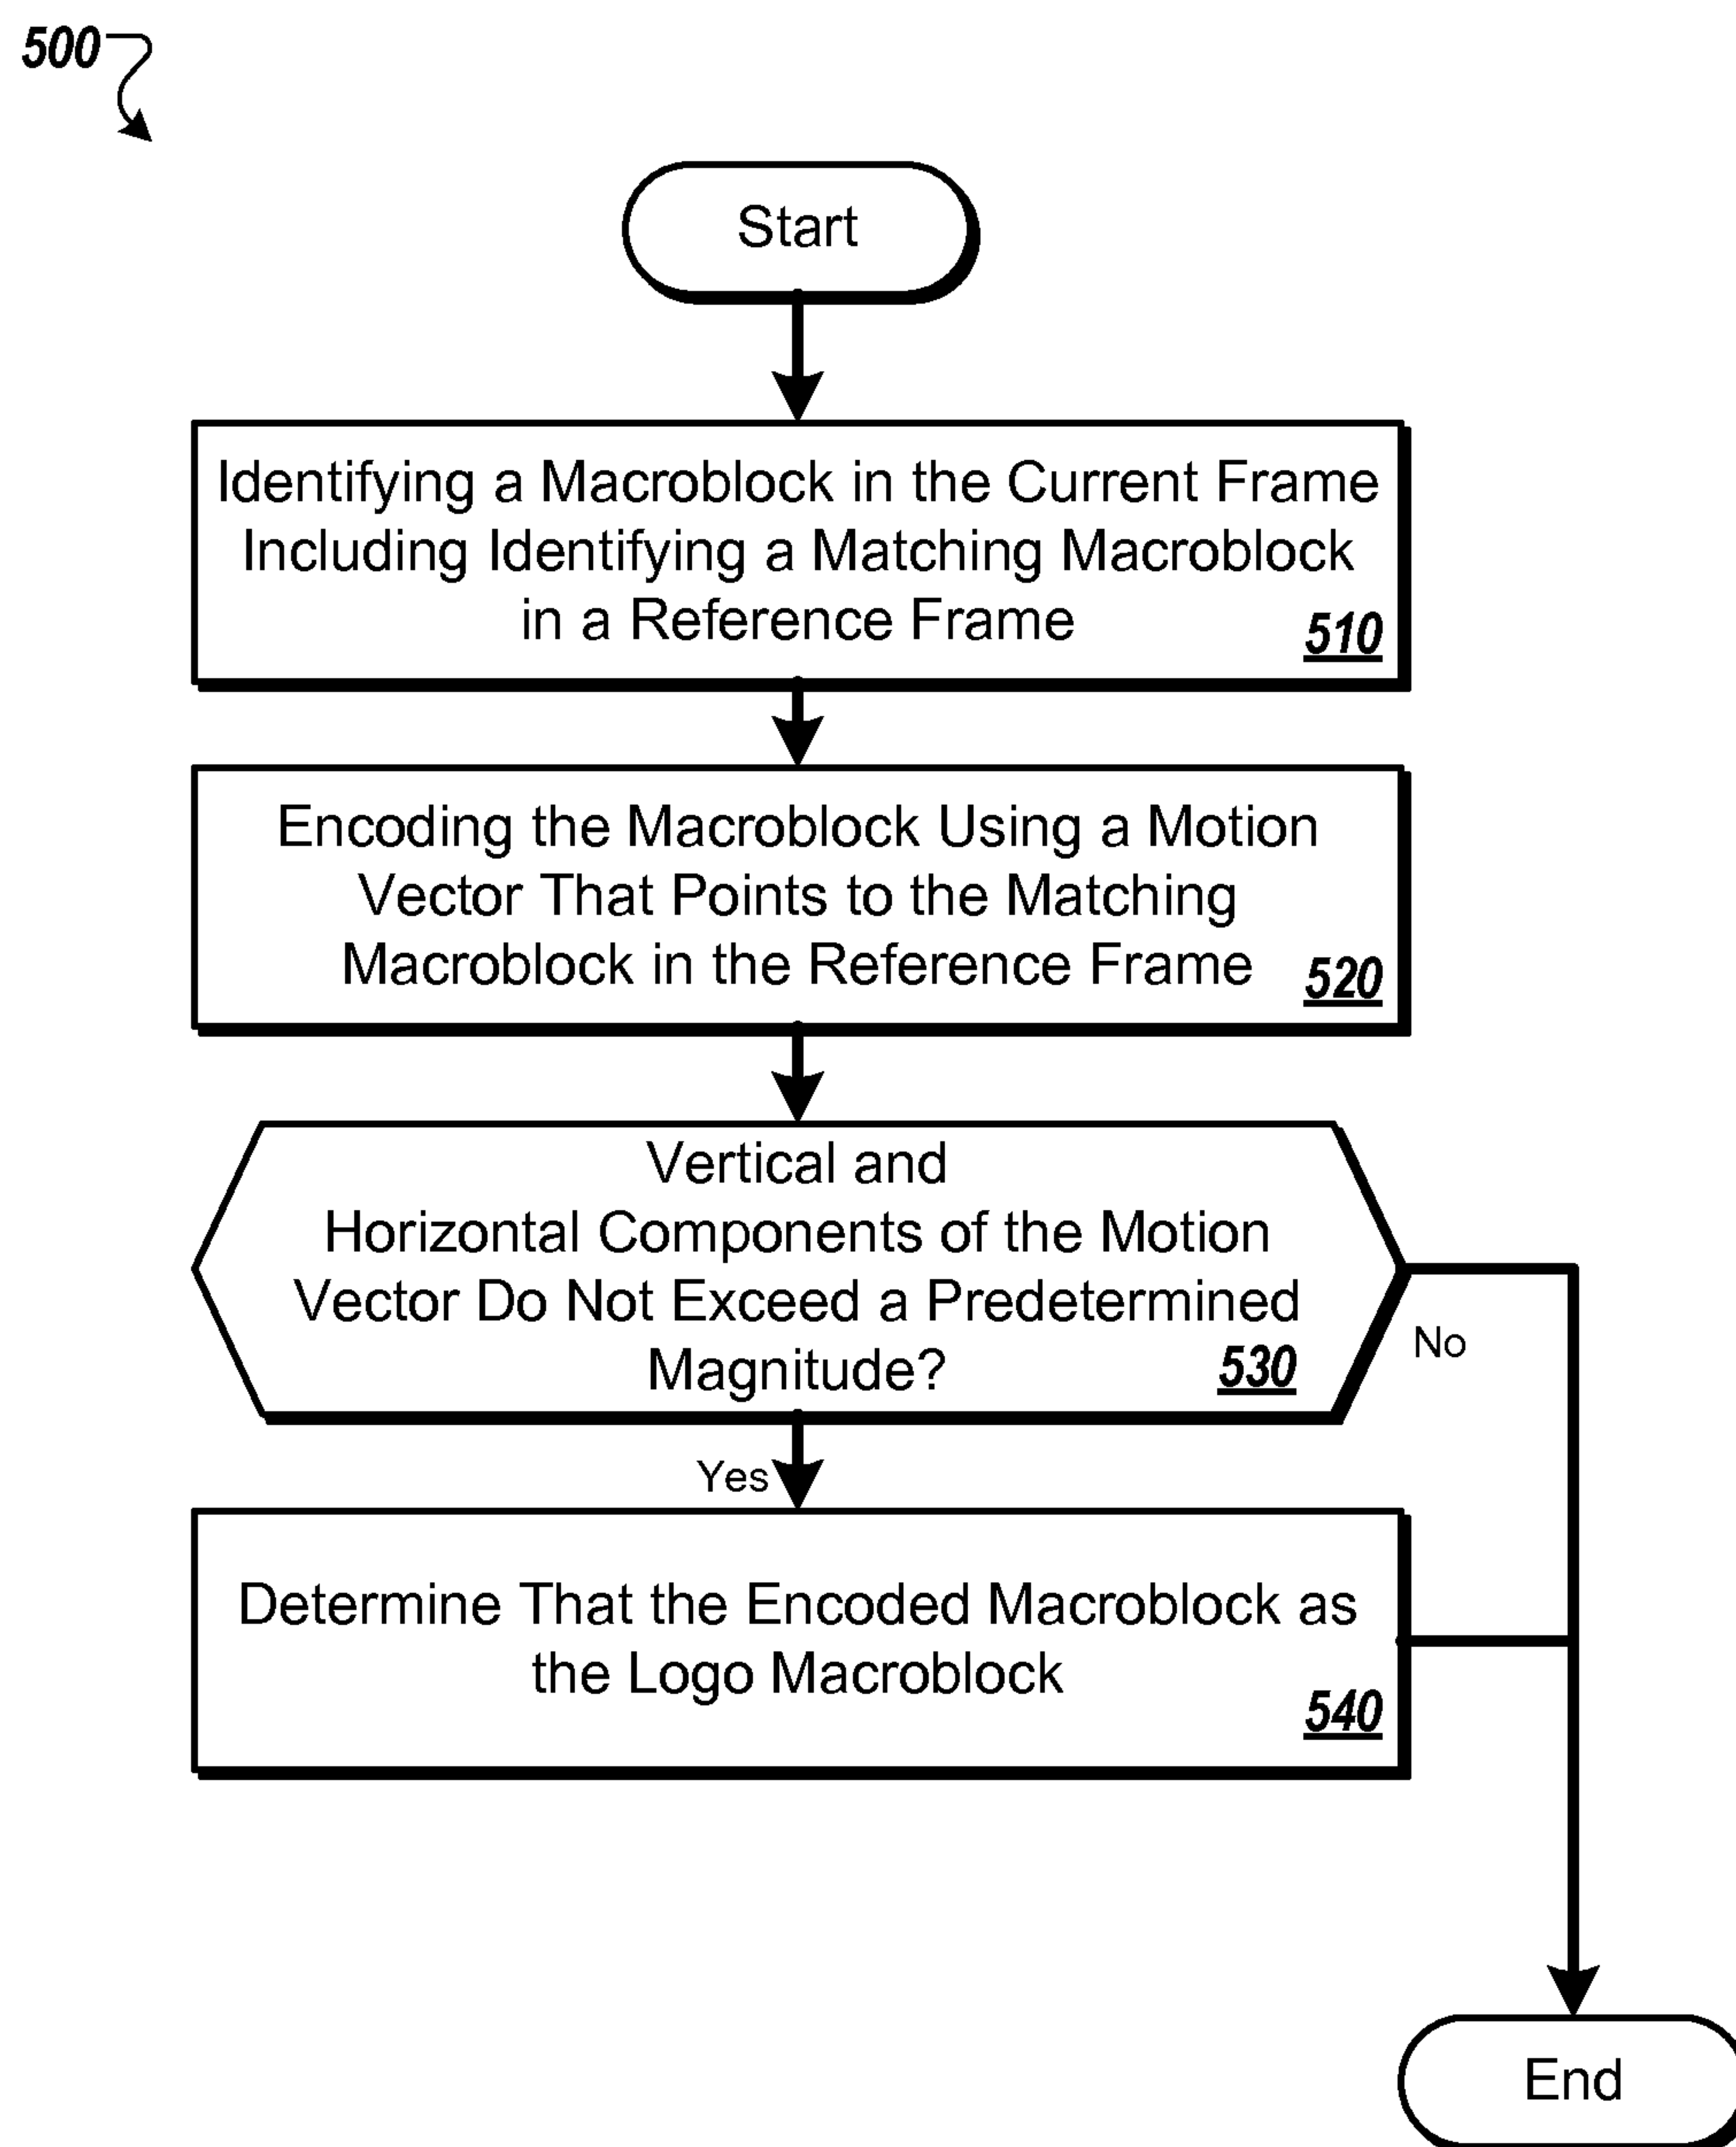 500
Start
Identifying a Macroblock in the Current Frame
Including Identifying a Matching Macroblock
in a Reference Frame
510
Encoding the Macroblock Using a Motion
Vector That Points to the Matching
Macroblock in the Reference Frame
520
Vertical and
Horizontal Components of the Motion
Vector Do Not Exceed a Predetermined
Magnitude?
530
No
Yes
Determine That the Encoded Macroblock as
the Logo Macroblock
540
End